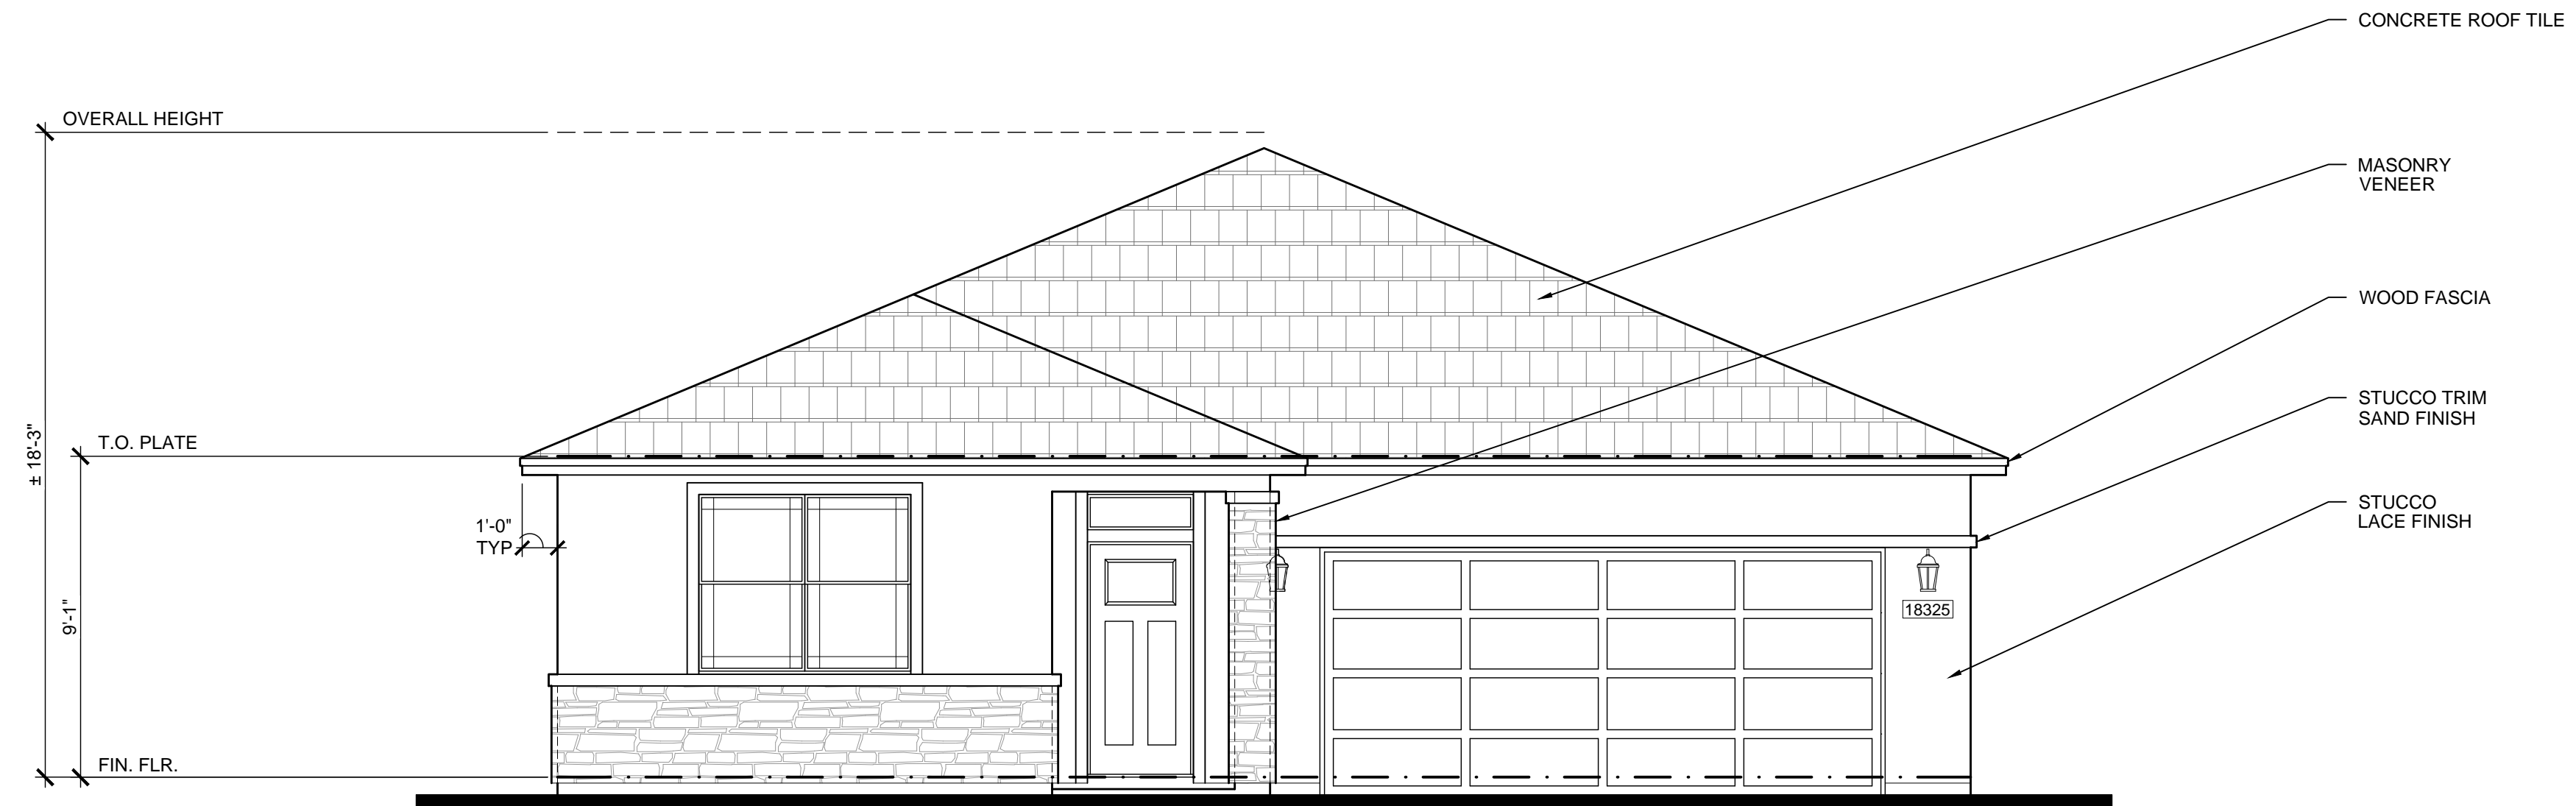 CONCRETE ROOF TILE
OVERALL HEIGHT
MASONRY
VENEER
WOOD FASCIA
STUCCO TRIM
SAND FINISH
± 18'-3"
T.O. PLATE
STUCCO
LACE FINISH
1'-0"
TYP
9'-1"
18325
FIN. FLR.